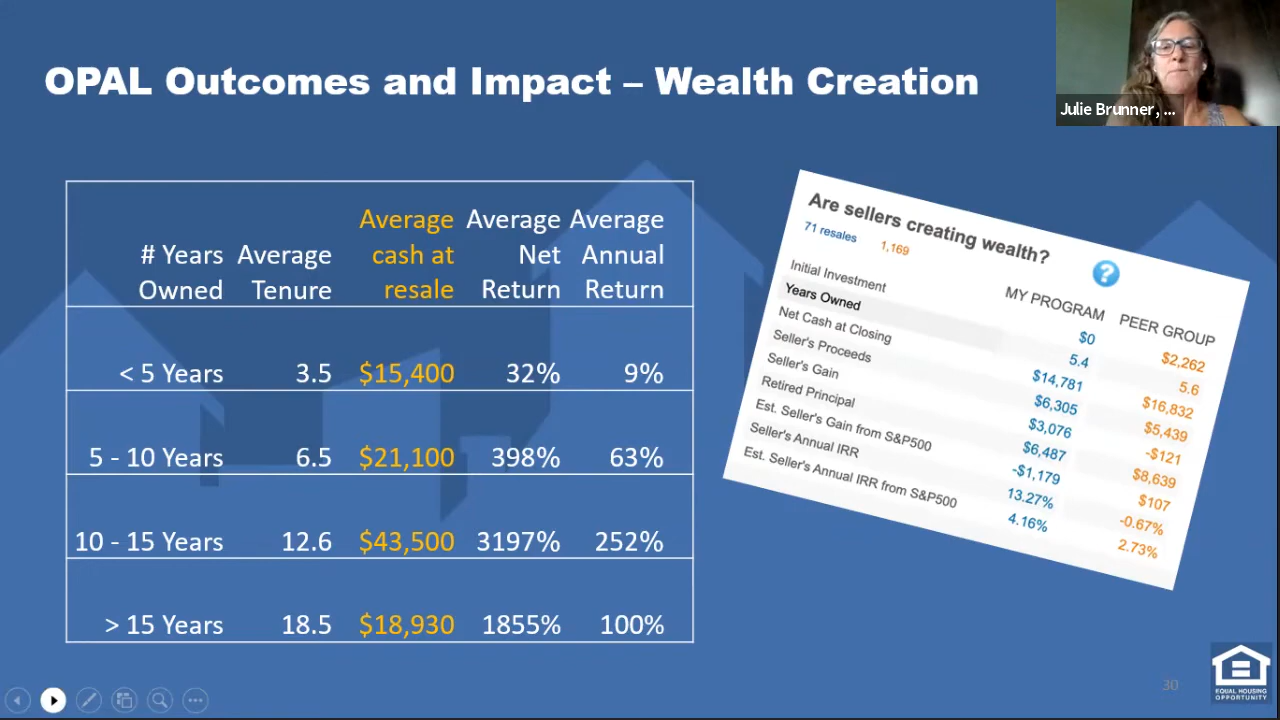 OPAL Outcomes and Impact – Wealth Creation
Julie Brunner, ...
# Years Owned Average Tenure Average cash at resale Average Net Return Average Annual Return
< 5 Years 3.5 $15,400 32% 9%
5 - 10 Years 6.5 $21,100 398% 63%
10 - 15 Years 12.6 $43,500 3197% 252%
> 15 Years 18.5 $18,930 1855% 100%
Are sellers creating wealth?
71 resales 1,169
?
MY PROGRAM PEER GROUP
Initial Investment $0 $2,262
Years Owned 5.4 5.6
Net Cash at Closing $14,781 $16,832
Seller's Proceeds $6,305 $5,439
Seller's Gain $3,076 -$121
Retired Principal $6,487 $8,639
Est. Seller's Gain from S&P500 -$1,179 $107
Seller's Annual IRR 13.27% -0.67%
Est. Seller's Annual IRR from S&P500 4.16% 2.73%
30
EQUAL HOUSING
OPPORTUNITY